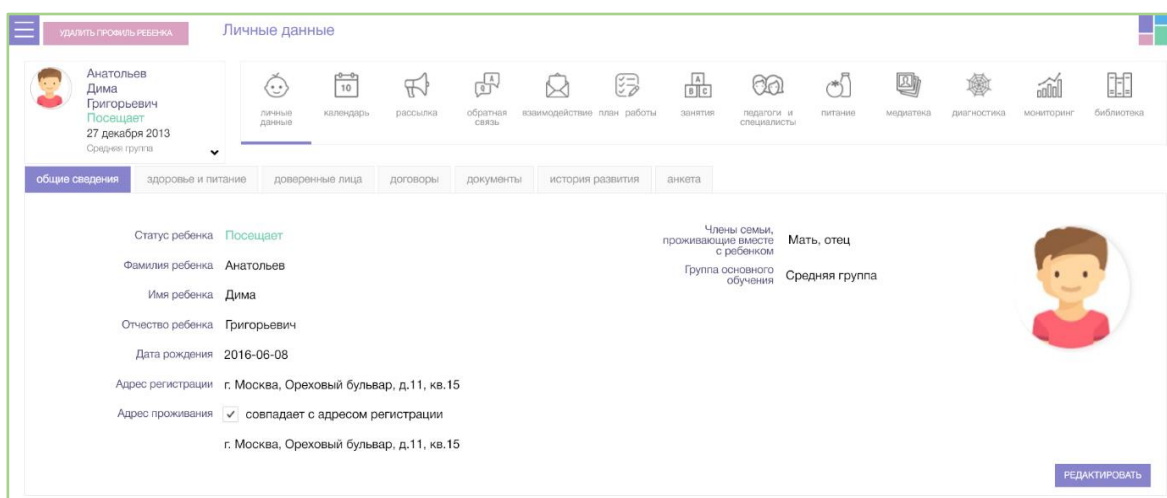 УДАЛИТЬ ПРОФИЛЬ РЕБЕНКА
Личные данные
Анатольев
Дима
Григорьевич
Посещает
27 декабря 2013
Средняя группа
личные
данные
10
календарь
рассылка
Q A
обратная
связь
взаимодействие
план работы
A
B C
занятия
педагоги и
специалисты
питание
медиатека
диагностика
мониторинг
библиотека
общие сведения
здоровье и питание
доверенные лица
договоры
документы
история развития
анкета
Статус ребенка Посещает
Фамилия ребенка Анатольев
Имя ребенка Дима
Отчество ребенка Григорьевич
Дата рождения 2016-06-08
Адрес регистрации г. Москва, Ореховый бульвар, д.11, кв.15
Адрес проживания совпадает с адресом регистрации
г. Москва, Ореховый бульвар, д.11, кв.15
Члены семьи,
проживающие вместе
с ребенком
Мать, отец
Группа основного
обучения
Средняя группа
РЕДАКТИРОВАТЬ